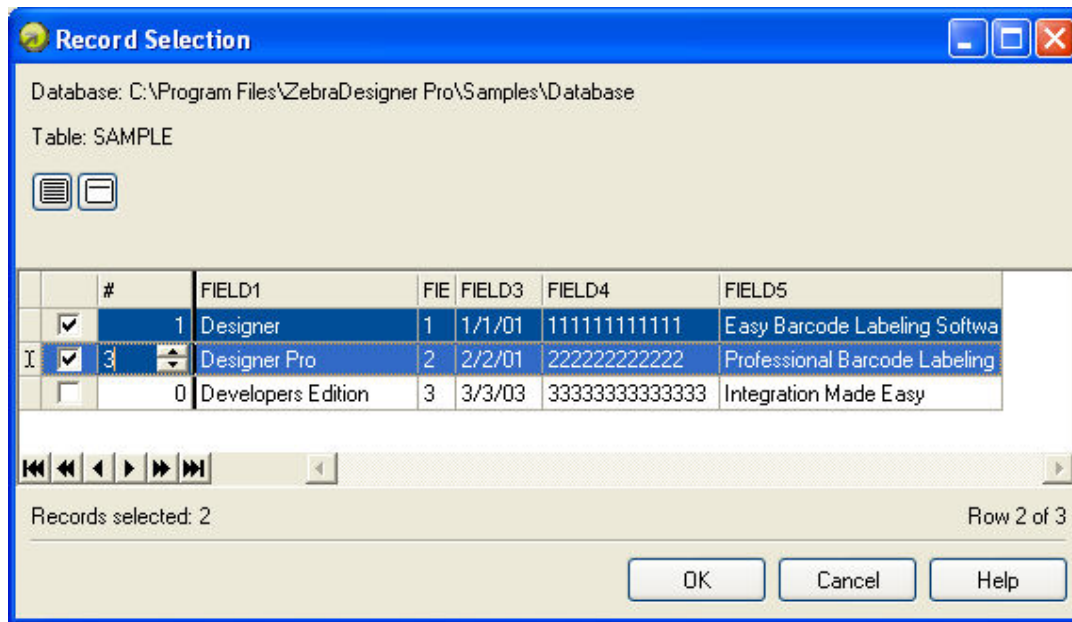 Record Selection
Database: C:\Program Files\ZebraDesigner Pro\Samples\Database
Table: SAMPLE
# FIELD1 FIE FIELD3 FIELD4 FIELD5
1 Designer 1 1/1/01 111111111111 Easy Barcode Labeling Softwa
3 Designer Pro 2 2/2/01 222222222222 Professional Barcode Labeling
0 Developers Edition 3 3/3/03 33333333333333 Integration Made Easy
Records selected: 2 Row 2 of 3
OK Cancel Help